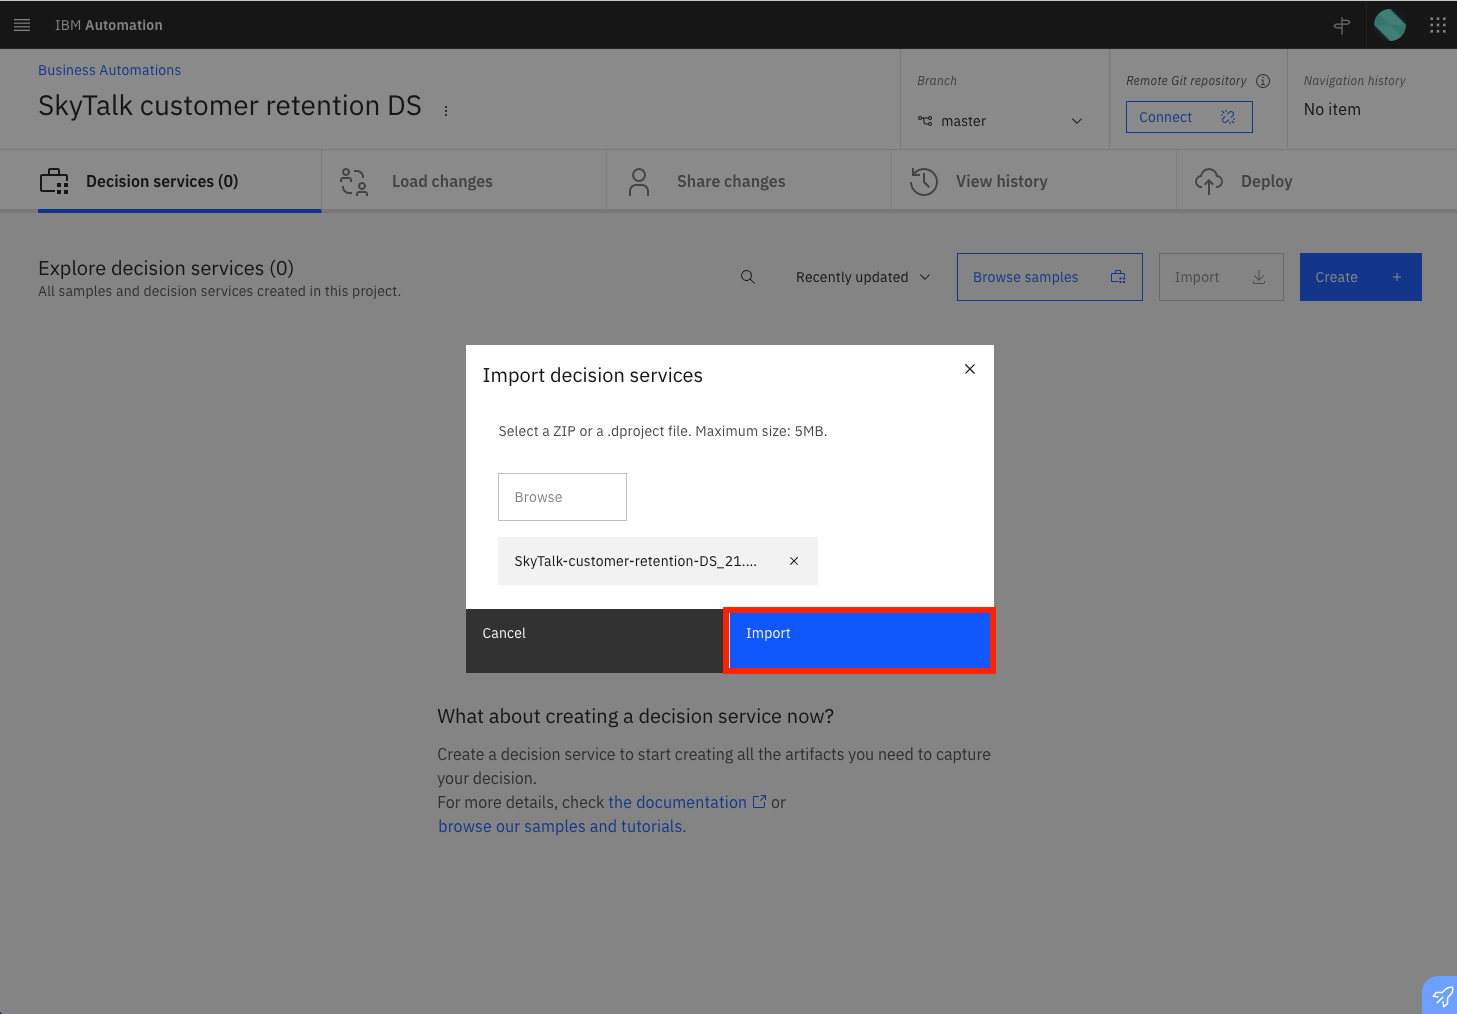 IBM Automation
Business Automations
SkyTalk customer retention DS
Branch
master
Remote Git repository
Connect
Navigation history
No item
Decision services (0)
Load changes
Share changes
View history
Deploy
Explore decision services (0)
All samples and decision services created in this project.
Recently updated
Browse samples
Import
Create +
Import decision services
Select a ZIP or a .dproject file. Maximum size: 5MB.
Browse
SkyTalk-customer-retention-DS_21....
Cancel
Import
What about creating a decision service now?
Create a decision service to start creating all the artifacts you need to capture
your decision.
For more details, check the documentation or
browse our samples and tutorials.